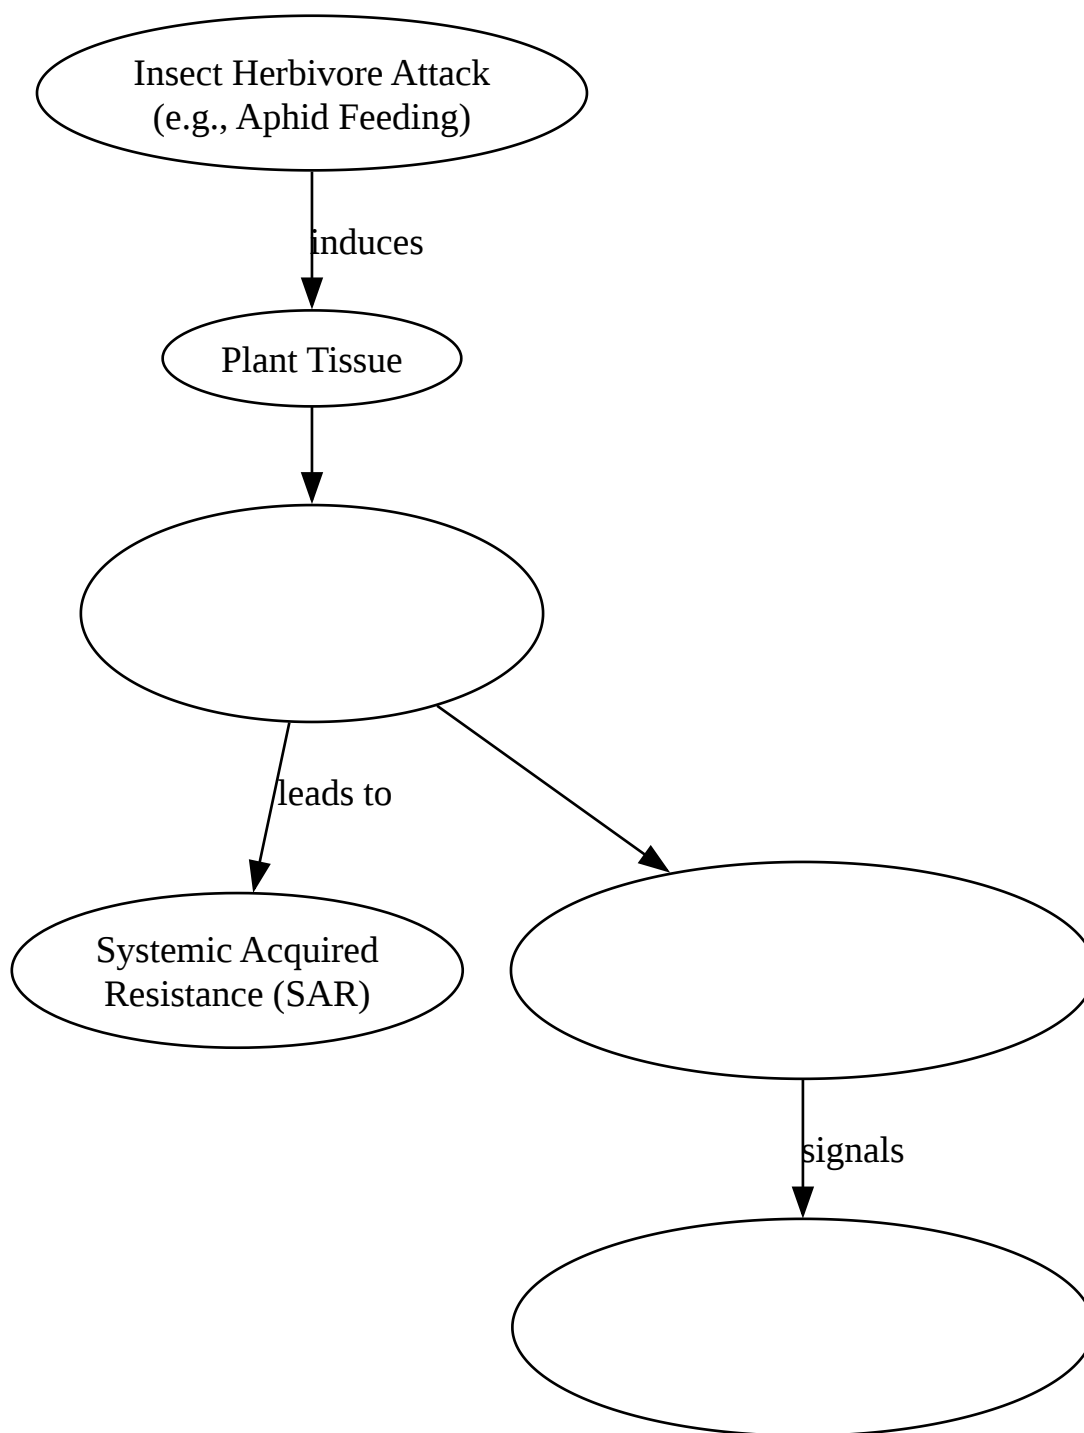 Insect Herbivore Attack
(e.g., Aphid Feeding)
induces
Plant Tissue
leads to
Systemic Acquired
Resistance (SAR)
signals